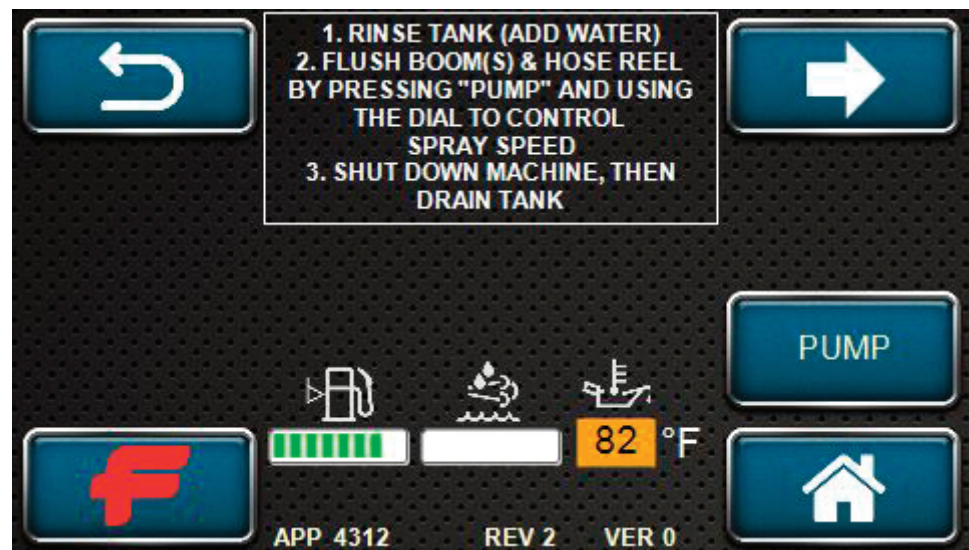 1. RINSE TANK (ADD WATER)
2. FLUSH BOOM(S) & HOSE REEL
BY PRESSING "PUMP" AND USING
THE DIAL TO CONTROL
SPRAY SPEED
3. SHUT DOWN MACHINE, THEN
DRAIN TANK
PUMP
82 °F
APP 4312 REV 2 VER 0